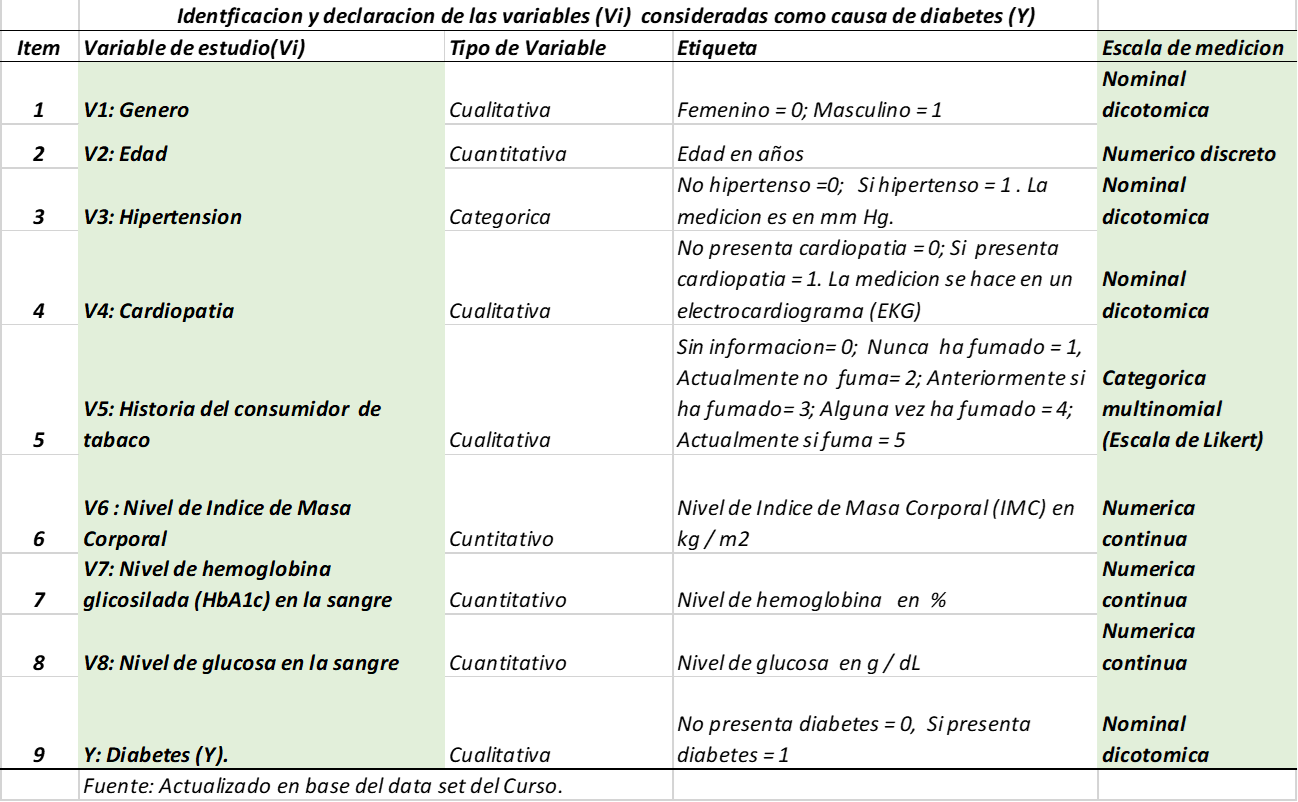 Identficacion y declaracion de las variables (Vi) consideradas como causa de diabetes (Y)
Item Variable de estudio(Vi) Tipo de Variable Etiqueta Escala de medicion
1 V1: Genero Cualitativa Femenino = 0; Masculino = 1 Nominal
dicotomica
2 V2: Edad Cuantitativa Edad en años Numerico discreto
3 V3: Hipertension Categorica No hipertenso =0; Si hipertenso = 1 . La
medicion es en mm Hg.
Nominal
dicotomica
4 V4: Cardiopatia Cualitativa No presenta cardiopatia = 0; Si presenta
cardiopatia = 1. La medicion se hace en un
electrocardiograma (EKG)
Nominal
dicotomica
5 V5: Historia del consumidor de
tabaco
Cualitativa
Sin informacion= 0; Nunca ha fumado = 1,
Actualmente no fuma= 2; Anteriormente si
ha fumado= 3; Alguna vez ha fumado = 4;
Actualmente si fuma = 5
Categorica
multinomial
(Escala de Likert)
6 V6 : Nivel de Indice de Masa
Corporal
Cuntitativo
Nivel de Indice de Masa Corporal (IMC) en
kg / m2
Numerica
continua
7 V7: Nivel de hemoglobina
glicosilada (HbA1c) en la sangre
Cuantitativo
Nivel de hemoglobina en %
Numerica
continua
8 V8: Nivel de glucosa en la sangre Cuantitativo Nivel de glucosa en g / dL Numerica
continua
9 Y: Diabetes (Y). Cualitativa No presenta diabetes = 0, Si presenta
diabetes = 1
Nominal
dicotomica
Fuente: Actualizado en base del data set del Curso.